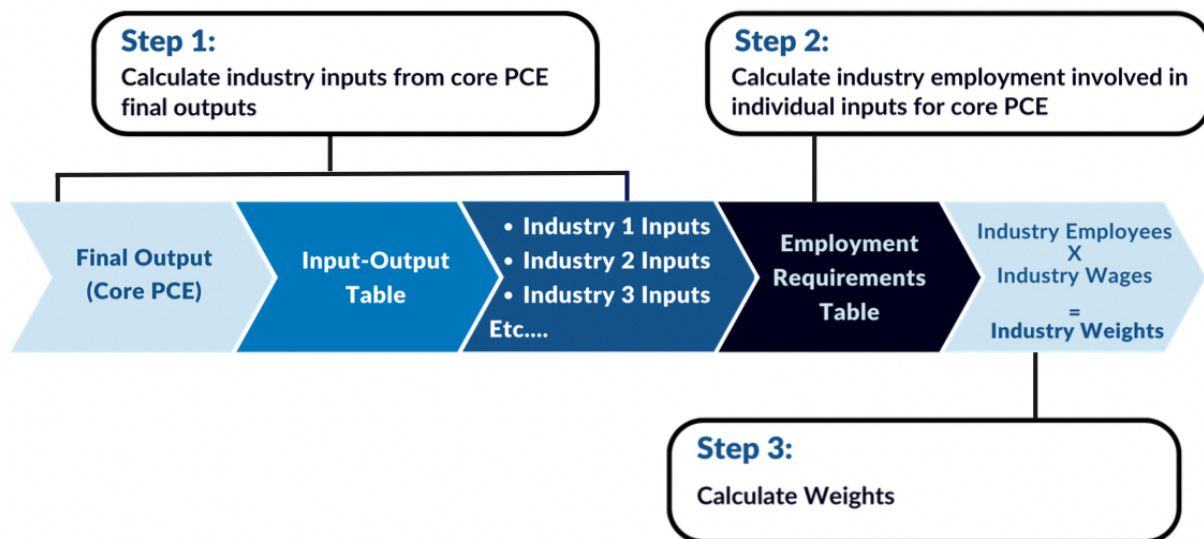 Step 1:
Calculate industry inputs from core PCE
final outputs
Step 2:
Calculate industry employment involved in
individual inputs for core PCE
Final Output
(Core PCE)
Input-Output
Table
• Industry 1 Inputs
• Industry 2 Inputs
• Industry 3 Inputs
Etc....
Employment
Requirements
Table
Industry Employees
X
Industry Wages
=
Industry Weights
Step 3:
Calculate Weights